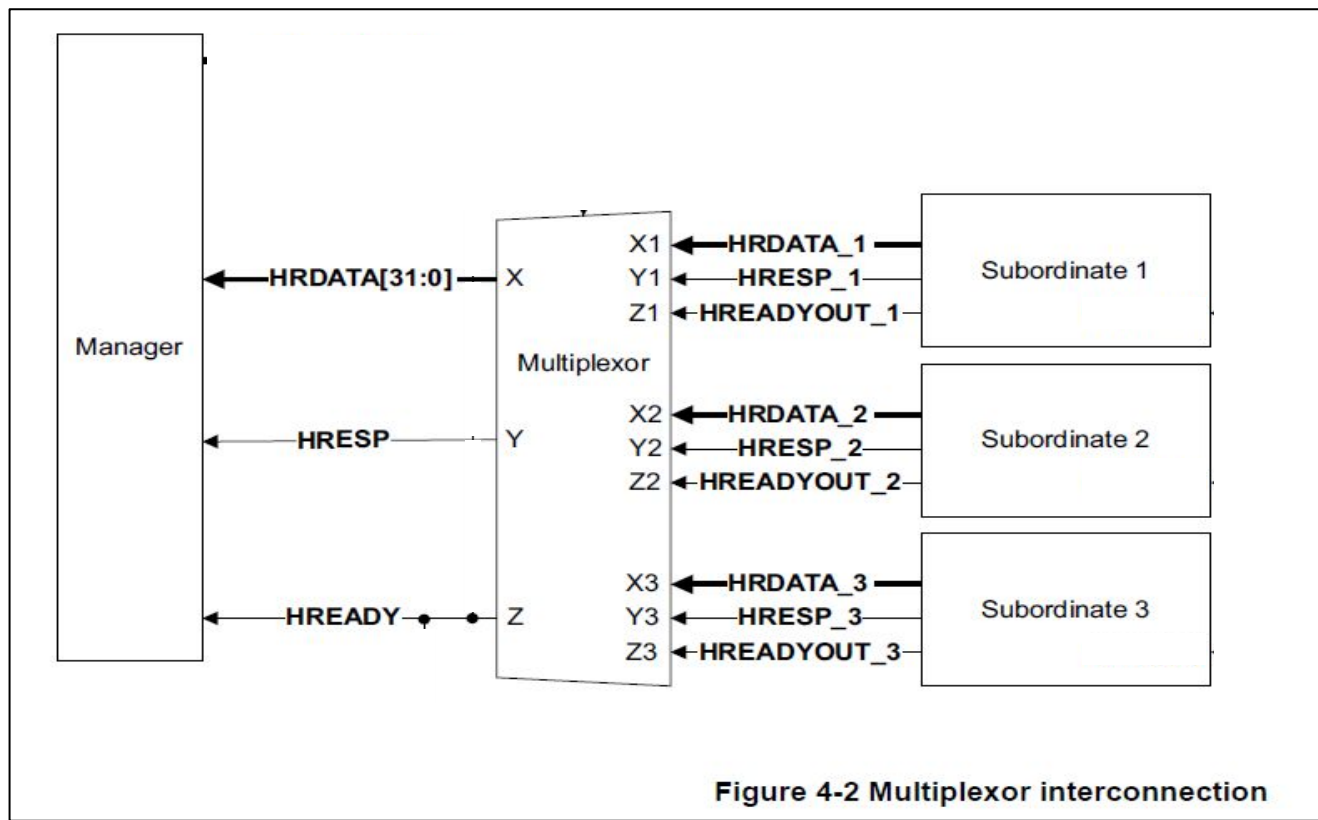 Manager
HRDATA[31:0]
HRESP
HREADY
X
Y
Z
Multiplexor
X1
Y1
Z1
X2
Y2
Z2
X3
Y3
Z3
HRDATA_1
HRESP_1
HREADYOUT_1
HRDATA_2
HRESP_2
HREADYOUT_2
HRDATA_3
HRESP_3
HREADYOUT_3
Subordinate 1
Subordinate 2
Subordinate 3
Figure 4-2 Multiplexor interconnection